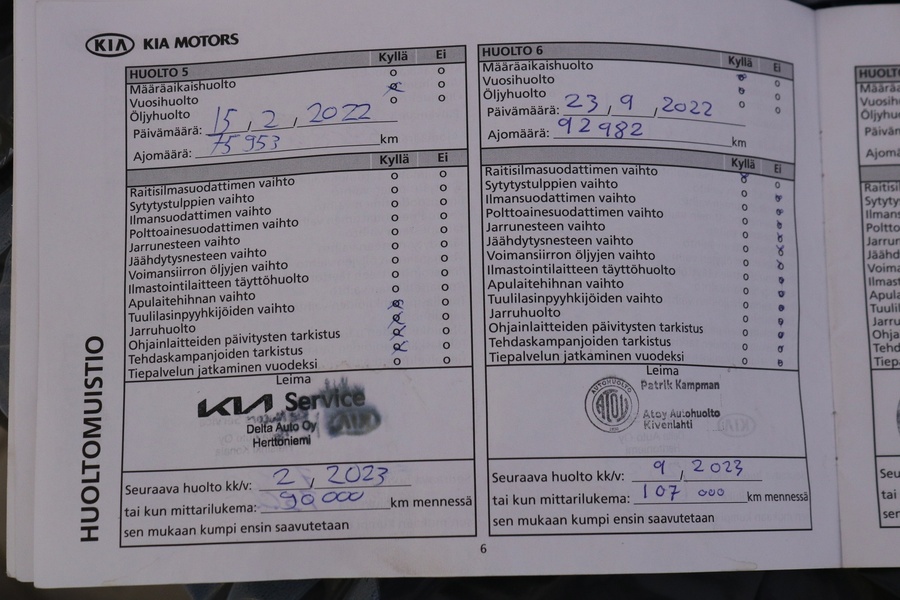 KIA KIA MOTORS
HUOLTO 5 Kyllä Ei
Määräaikaishuolto o o
Vuosihuolto o o
Öljyhuolto o o
Päivämäärä: 15, 2, 2022
Ajomäärä: 75953 km
Kyllä Ei
Raitisilmasuodattimen vaihto o o
Sytytystulppien vaihto o o
Ilmansuodattimen vaihto o o
Polttoainesuodattimen vaihto o o
Jarrunesteen vaihto o o
Jäähdytysnesteen vaihto o o
Voimansiirron öljyjen vaihto o o
Ilmastointilaitteen täyttöhuolto o o
Apulaitehihnan vaihto o o
Tuulilasinpyyhkijöiden vaihto o o
Jarruhuolto o o
Ohjainlaitteiden päivitysten tarkistus o o
Tehdaskampanjoiden tarkistus o o
Tiepalvelun jatkaminen vuodeksi o o
Leima
KIA Service
Delta Auto Oy
Herttoniemi
Seuraava huolto kk/v: 2, 2023
tai kun mittarilukema: 90 000 km mennessä
sen mukaan kumpi ensin saavutetaan
HUOLTO 6 Kyllä Ei
Määräaikaishuolto o o
Vuosihuolto o o
Öljyhuolto o o
Päivämäärä: 23, 9, 2022
Ajomäärä: 92982 km
Kyllä Ei
Raitisilmasuodattimen vaihto o o
Sytytystulppien vaihto o o
Ilmansuodattimen vaihto o o
Polttoainesuodattimen vaihto o o
Jarrunesteen vaihto o o
Jäähdytysnesteen vaihto o o
Voimansiirron öljyjen vaihto o o
Ilmastointilaitteen täyttöhuolto o o
Apulaitehihnan vaihto o o
Tuulilasinpyyhkijöiden vaihto o o
Jarruhuolto o o
Ohjainlaitteiden päivitysten tarkistus o o
Tehdaskampanjoiden tarkistus o o
Tiepalvelun jatkaminen vuodeksi o o
Leima
AUTOHUOLTO
ATOY
Patrik Kampman
Atoy Autohuolto
Kivenlahti
Seuraava huolto kk/v: 9, 2023
tai kun mittarilukema: 107 000 km mennessä
sen mukaan kumpi ensin saavutetaan
HUOLTOMUISTIO
6